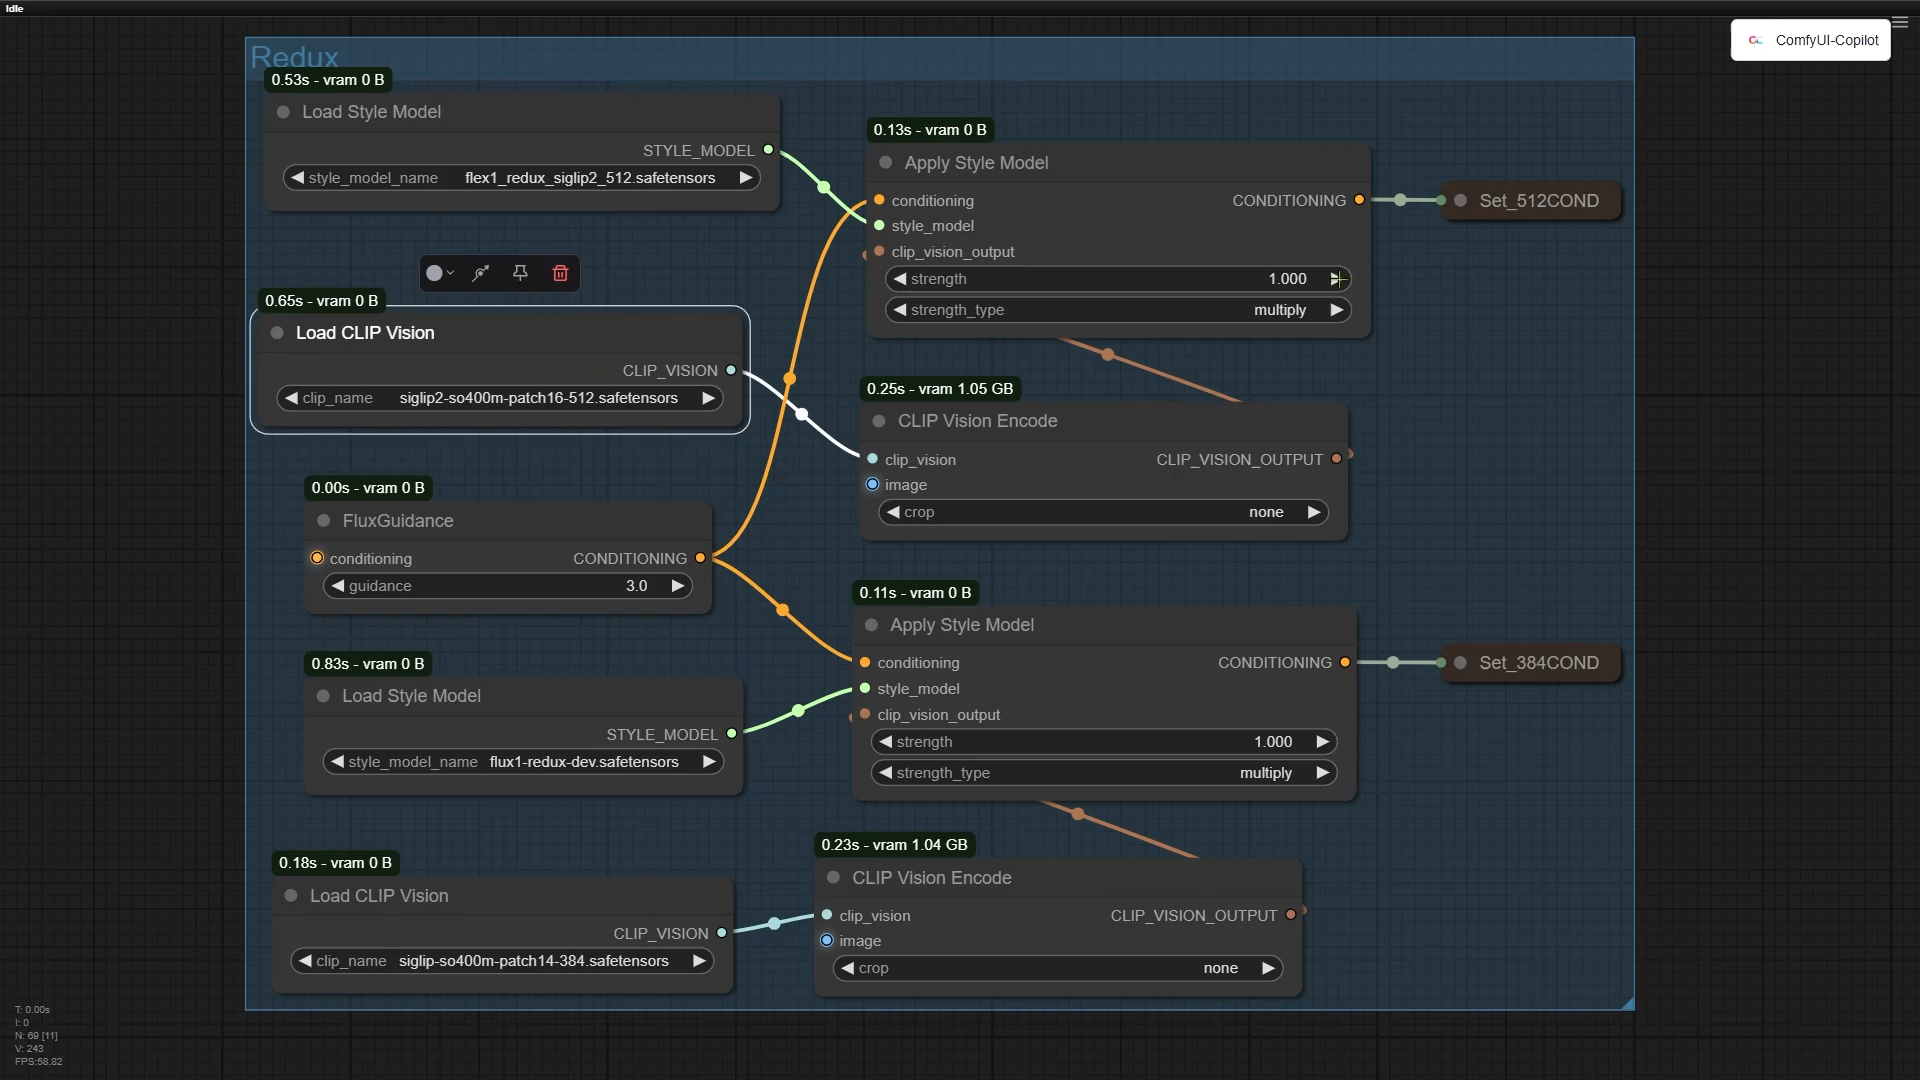 Idle
ComfyUI-Copilot
Redux
0.53s - vram 0 B
Load Style Model
STYLE_MODEL
style_model_name flex1_redux_siglip2_512.safetensors
0.65s - vram 0 B
Load CLIP Vision
CLIP_VISION
clip_name siglip2-so400m-patch16-512.safetensors
0.00s - vram 0 B
FluxGuidance
conditioning CONDITIONING
guidance 3.0
0.83s - vram 0 B
Load Style Model
STYLE_MODEL
style_model_name flux1-redux-dev.safetensors
0.18s - vram 0 B
Load CLIP Vision
CLIP_VISION
clip_name siglip-so400m-patch14-384.safetensors
0.13s - vram 0 B
Apply Style Model
conditioning CONDITIONING
style_model
clip_vision_output
strength 1.000
strength_type multiply
Set_512COND
0.25s - vram 1.05 GB
CLIP Vision Encode
clip_vision CLIP_VISION_OUTPUT
image
crop none
0.11s - vram 0 B
Apply Style Model
conditioning CONDITIONING
style_model
clip_vision_output
strength 1.000
strength_type multiply
Set_384COND
0.23s - vram 1.04 GB
CLIP Vision Encode
clip_vision CLIP_VISION_OUTPUT
image
crop none
T: 0.00s
I: 0
N: 69 [11]
V: 243
FPS:58.82